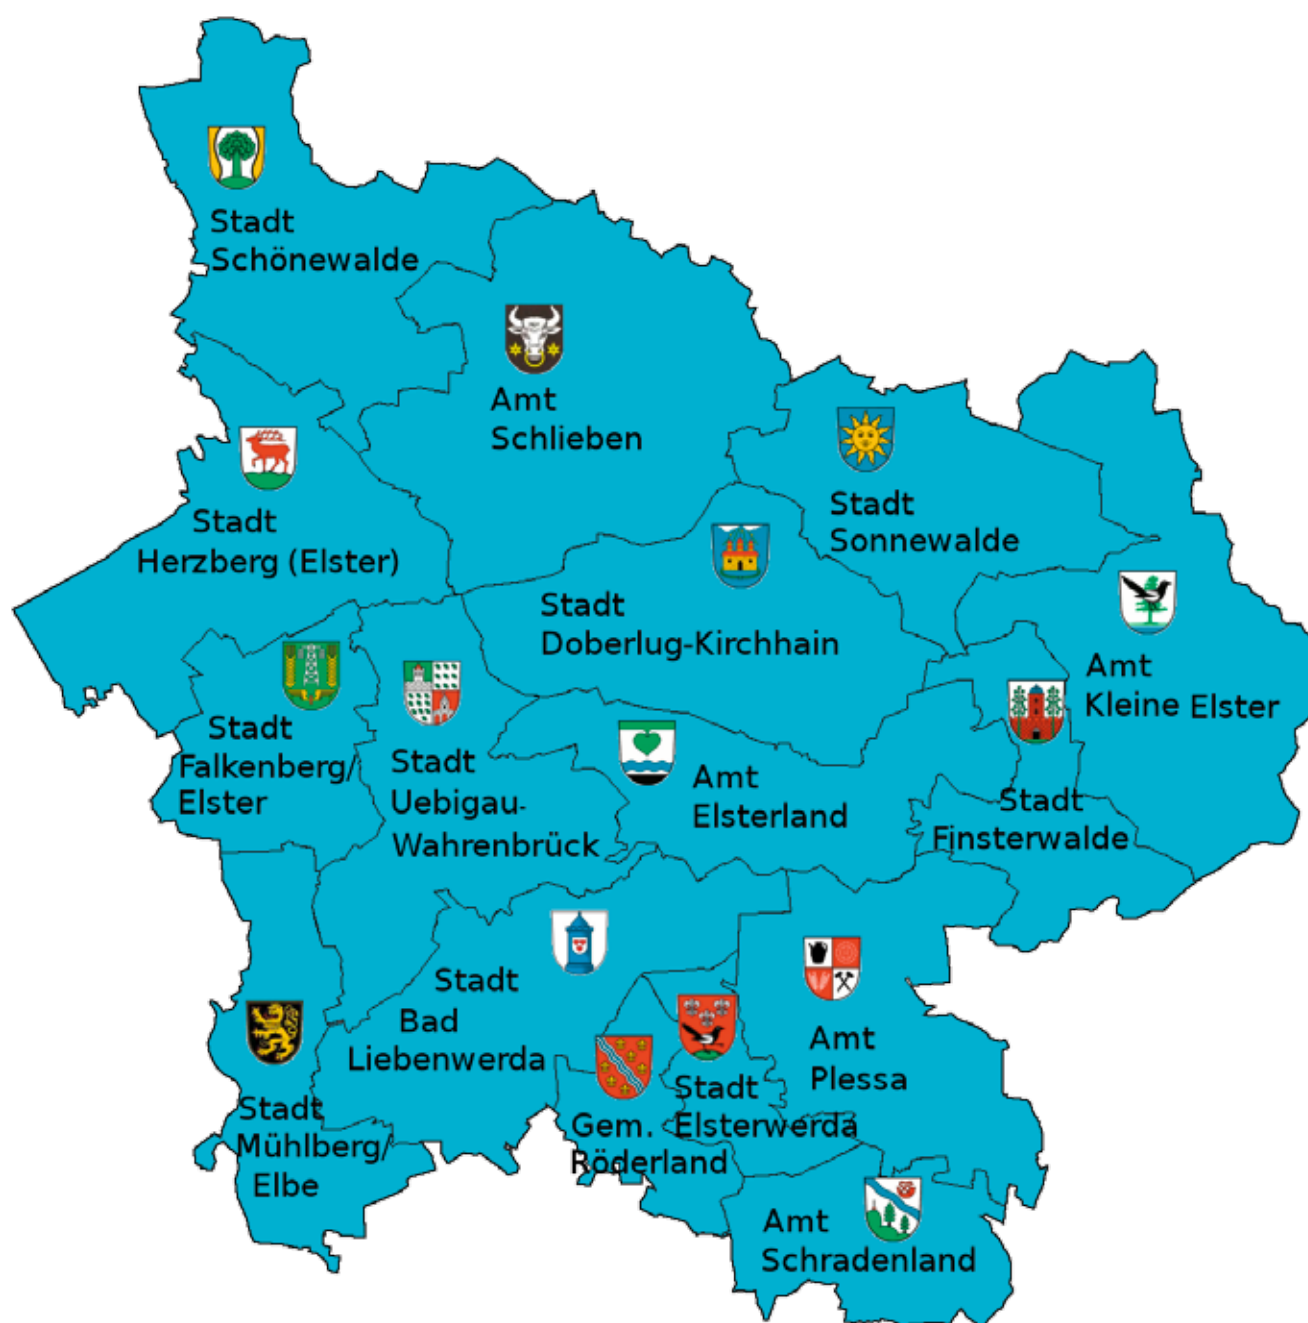 Stadt
Schönewalde
Amt
Schlieben
Stadt
Herzberg (Elster)
Stadt
Sonnewalde
Stadt
Doberlug-Kirchhain
Amt
Kleine Elster
Stadt
Falkenberg/
Elster
Stadt
Uebigau-
Wahrenbrück
Amt
Elsterland
Stadt
Finsterwalde
Stadt
Bad
Liebenwerda
Amt
Plessa
Stadt
Mühlberg/
Elbe
Gem.
Röderland
Stadt
Elsterwerda
Amt
Schradenland